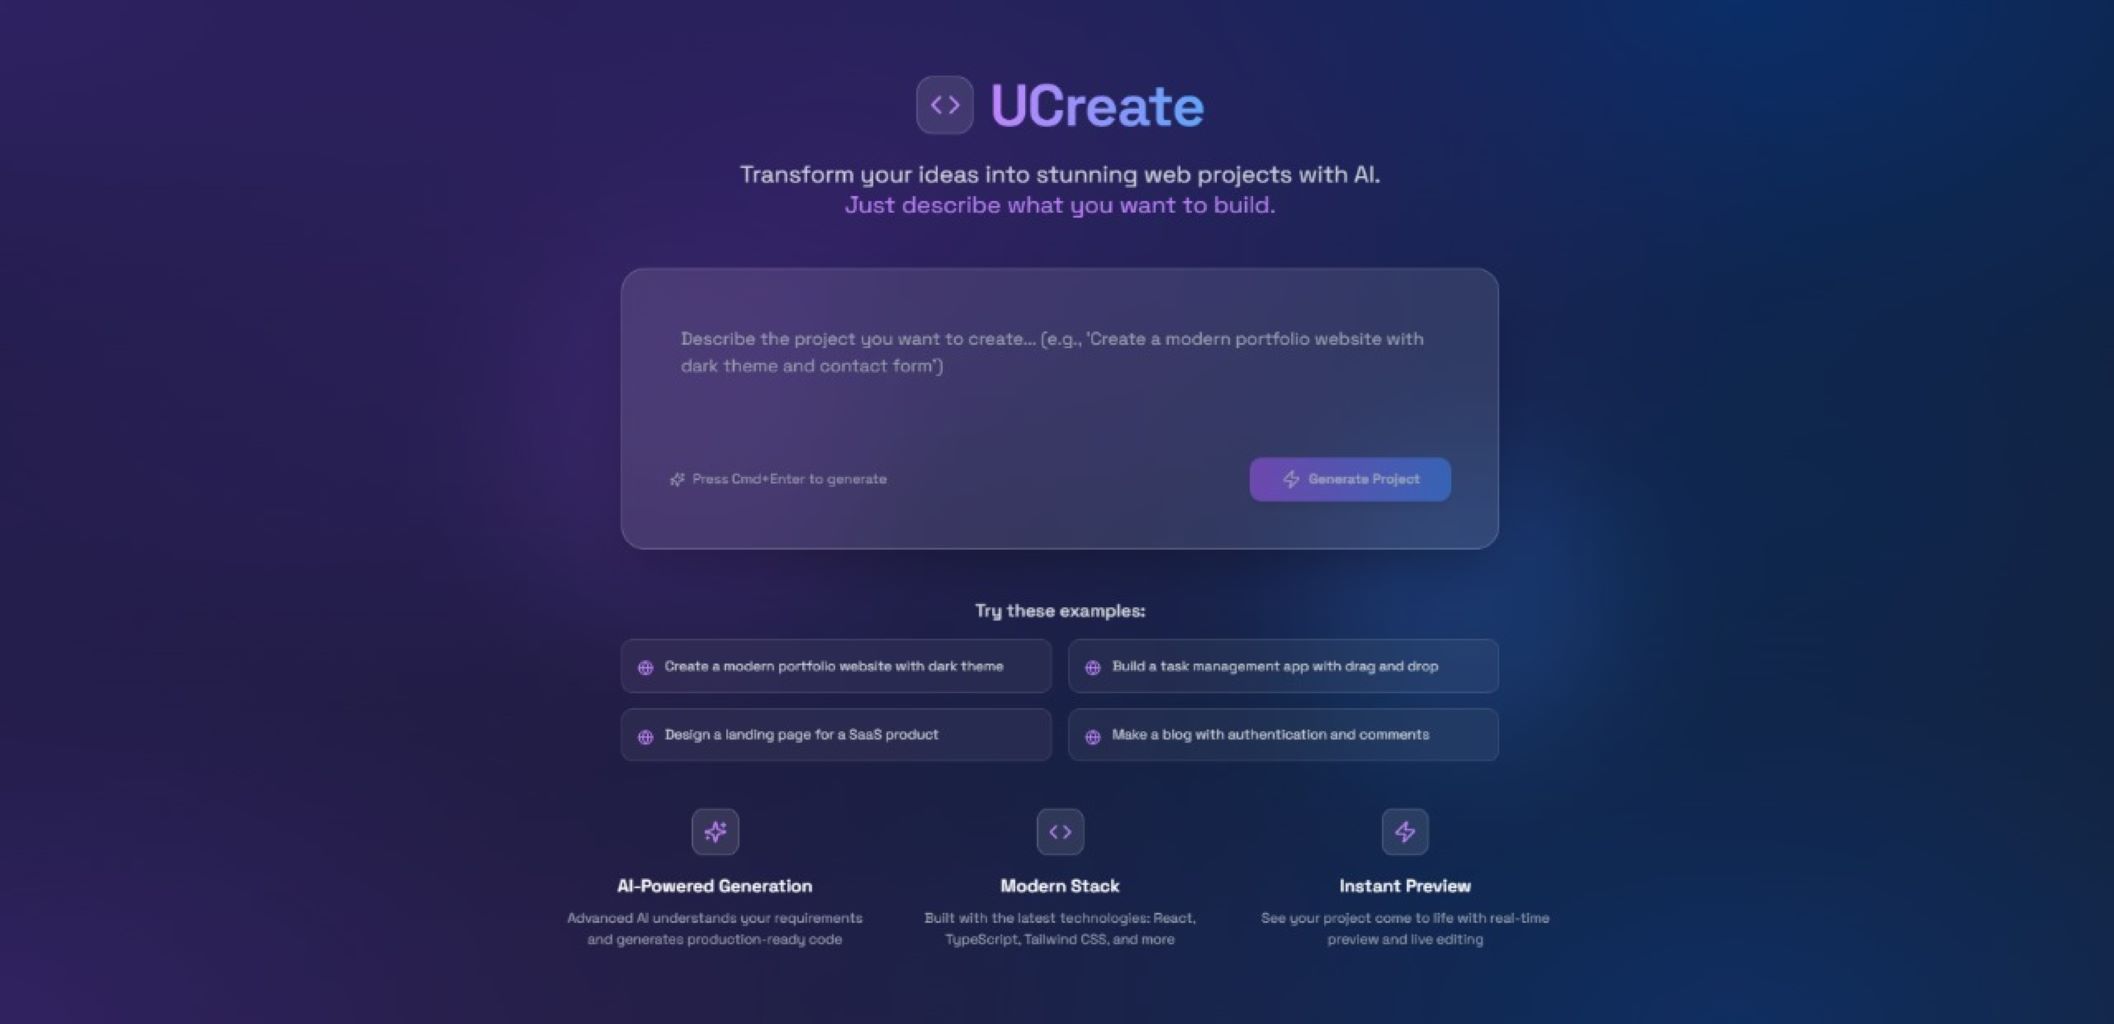 UCreate
Transform your ideas into stunning web projects with AI.
Just describe what you want to build.
Describe the project you want to create... (e.g., 'Create a modern portfolio website with
dark theme and contact form')
Press Cmd+Enter to generate
Generate Project
Try these examples:
Create a modern portfolio website with dark theme
Build a task management app with drag and drop
Design a landing page for a SaaS product
Make a blog with authentication and comments
AI-Powered Generation
Advanced AI understands your requirements
and generates production-ready code
Modern Stack
Built with the latest technologies: React,
TypeScript, Tailwind CSS, and more
Instant Preview
See your project come to life with real-time
preview and live editing